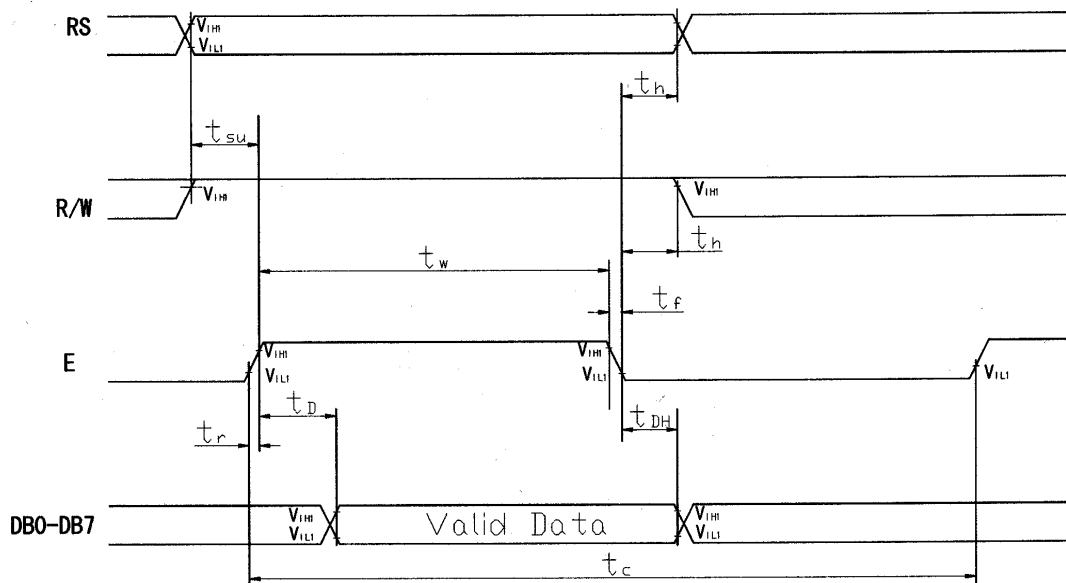 RS
VIH1
VIL1
th
tsu
R/W
VIH1
VIH1
th
tw
tf
E
VIH1
VIL1
VIH1
VIL1
VIL1
tD
tDH
tr
DB0-DB7
VIH1
VIL1
Valid Data
VIH1
VIL1
tc